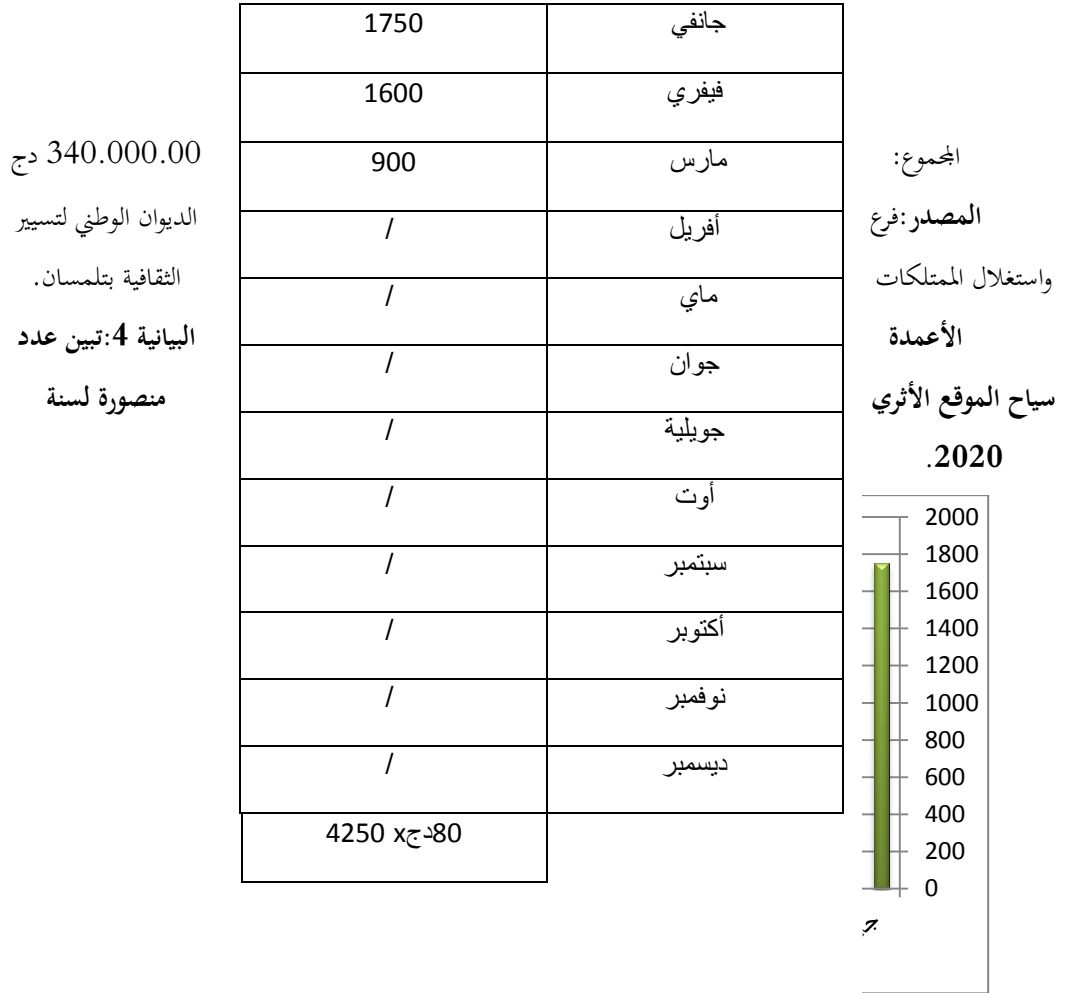 جانفي 1750
فيفري 1600
المجموع: مارس 900 340.000.00 دج
المصدر:فرع أفريل / الديوان الوطني لتسيير
واستغلال الممتلكات ماي / الثقافية بتلمسان.
الأعمدة جوان / البيانية 4:تبين عدد
سياح الموقع الأثري جويلية / منصورة لسنة
2020.
أوت /
سبتمبر /
أكتوبر /
نوفمبر /
ديسمبر /
80دجx 4250
2000
1800
1600
1400
1200
1000
800
600
400
200
0